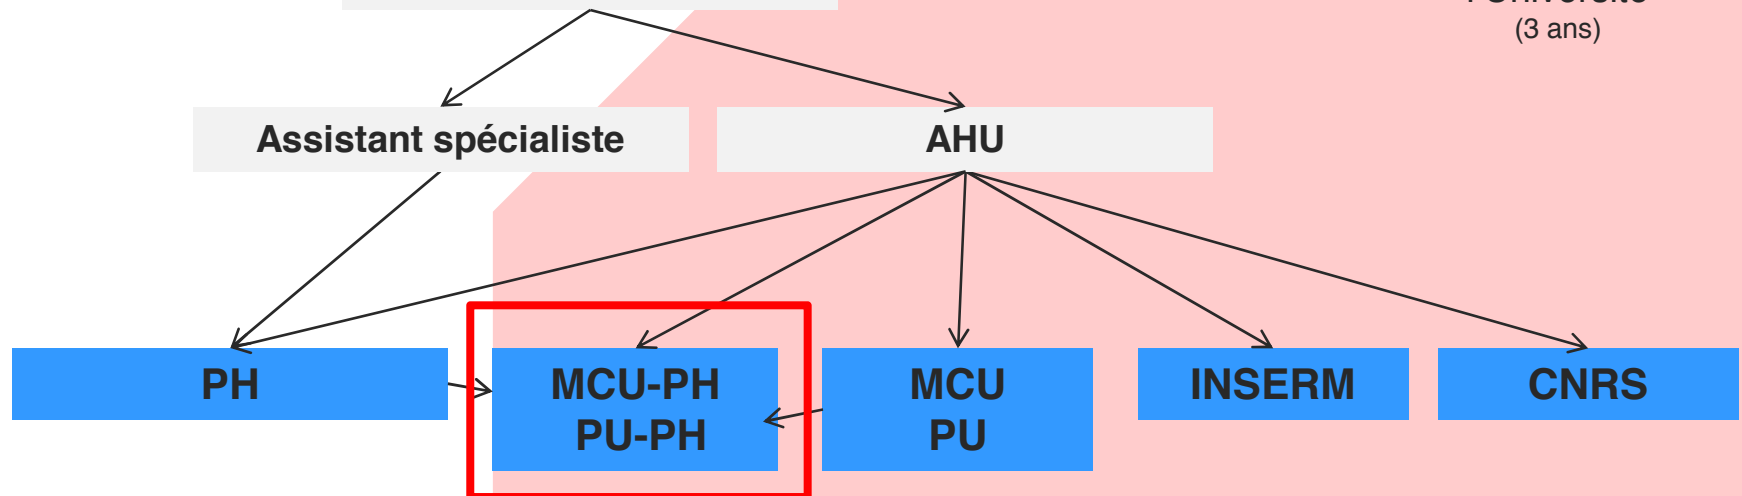 (3 ans)
Assistant spécialiste
AHU
PH
MCU-PH
PU-PH
MCU
PU
INSERM
CNRS